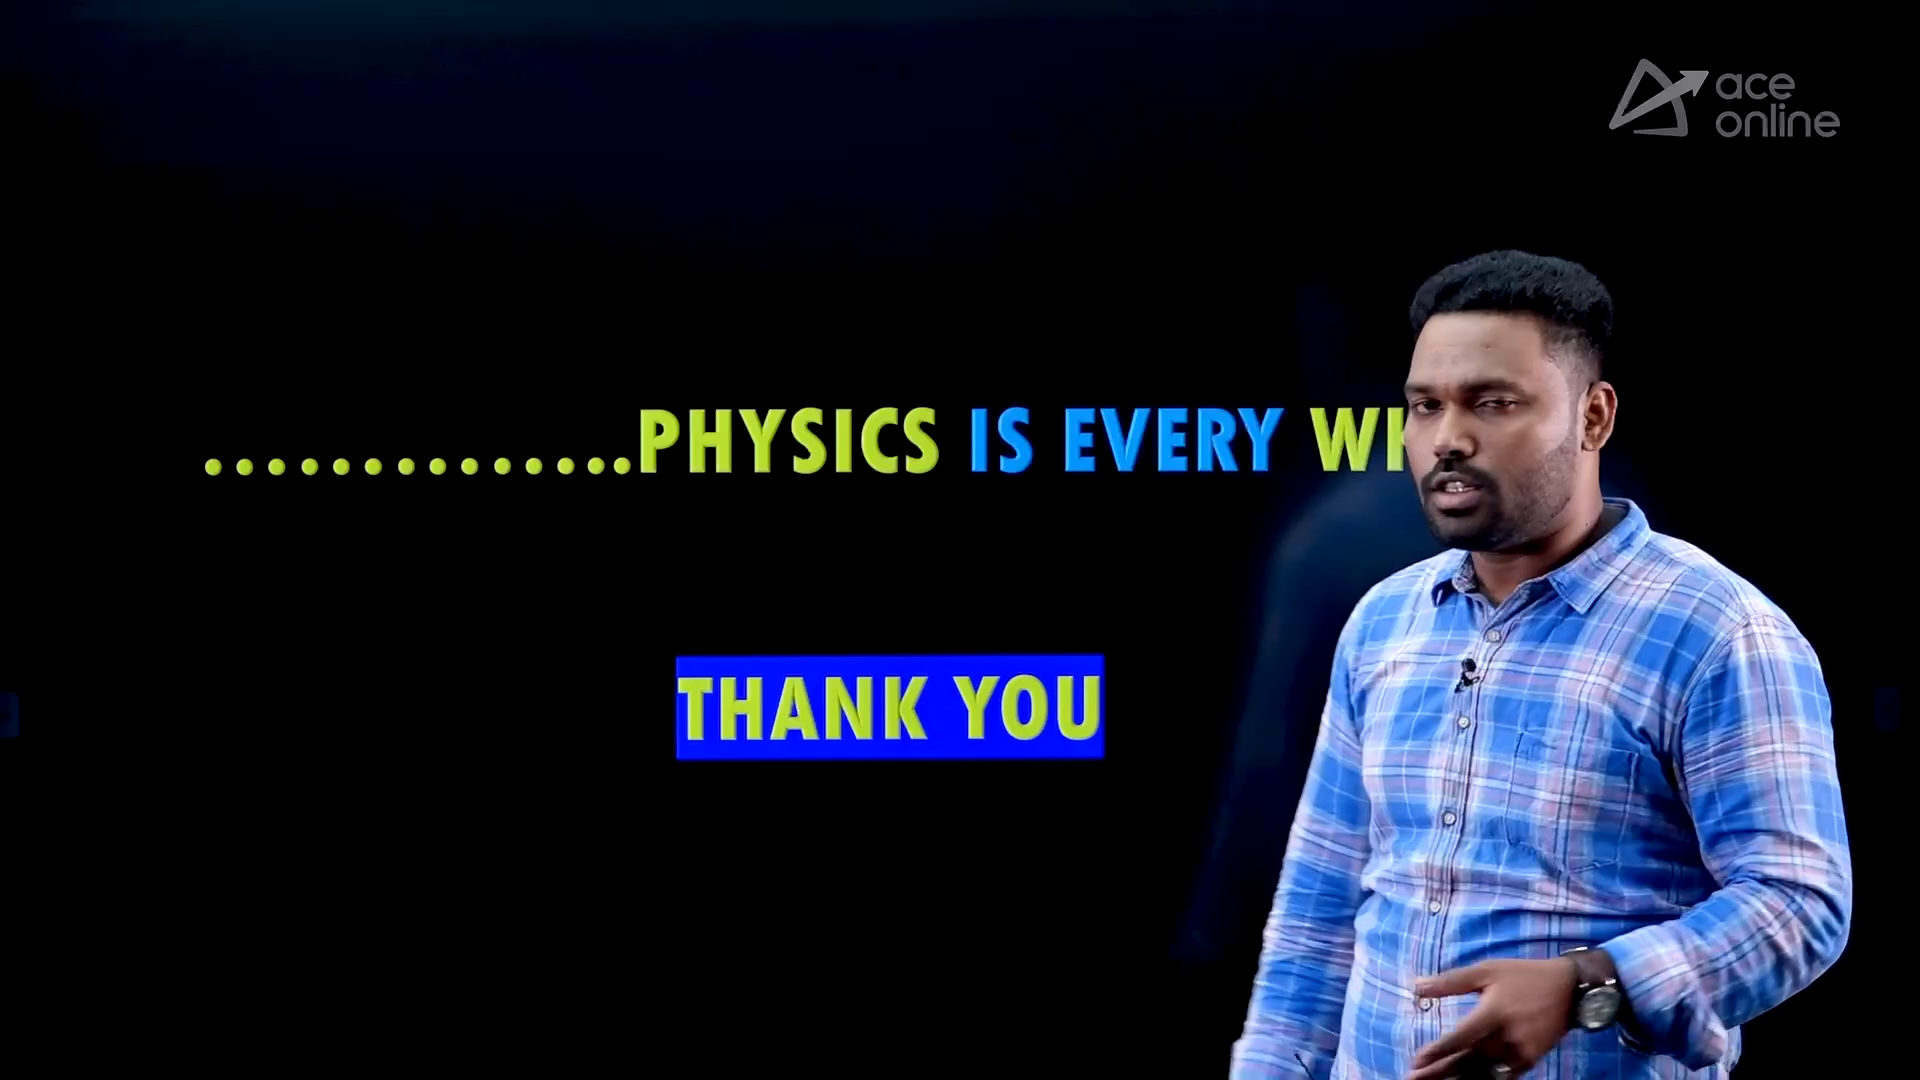 ace
online
..............PHYSICS IS EVERY
THANK YOU